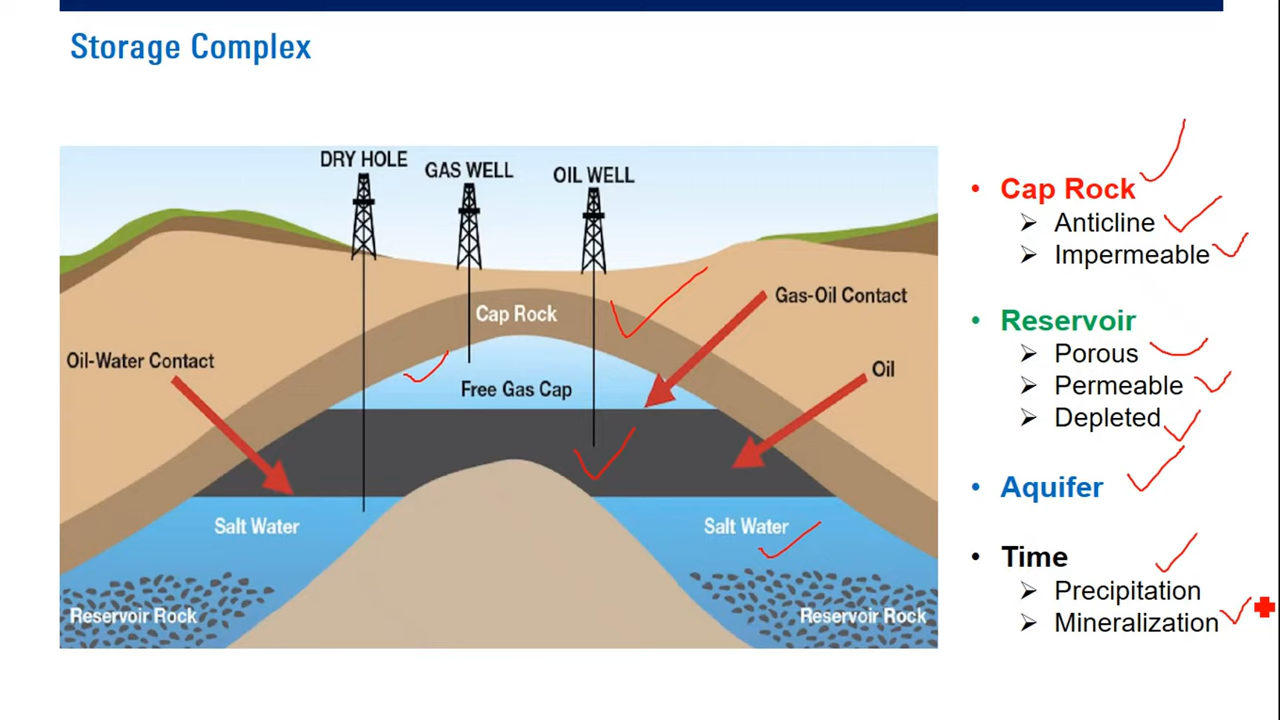 Storage Complex
DRY HOLE
GAS WELL
OIL WELL
Cap Rock
Gas-Oil Contact
Oil-Water Contact
Oil
Free Gas Cap
Salt Water
Salt Water
Reservoir Rock
Reservoir Rock
• Cap Rock
➢ Anticline
➢ Impermeable
• Reservoir
➢ Porous
➢ Permeable
➢ Depleted
• Aquifer
• Time
➢ Precipitation
➢ Mineralization